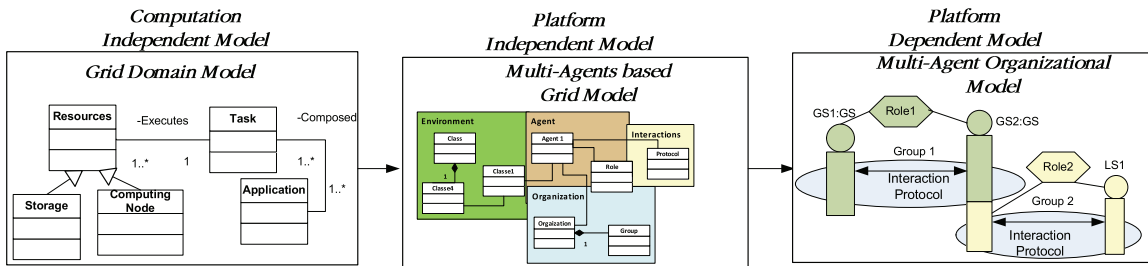 Computation
Independent Model
Grid Domain Model
Resources
-Executes
Task
-Composed
1..*
1
1..*
1..*
Application
Storage
Computing
Node
Platform
Independent Model
Multi-Agents based
Grid Model
Environment
Agent
Interactions
Class
Agent 1
Protocol
1
Classe1
Role
Classe4
Organization
Orgaization
Group
1
Platform
Dependent Model
Multi-Agent Organizational
Model
GS1:GS
Role1
GS2:GS
Group 1
Interaction
Protocol
Role2
LS1
Group 2
Interaction
Protocol